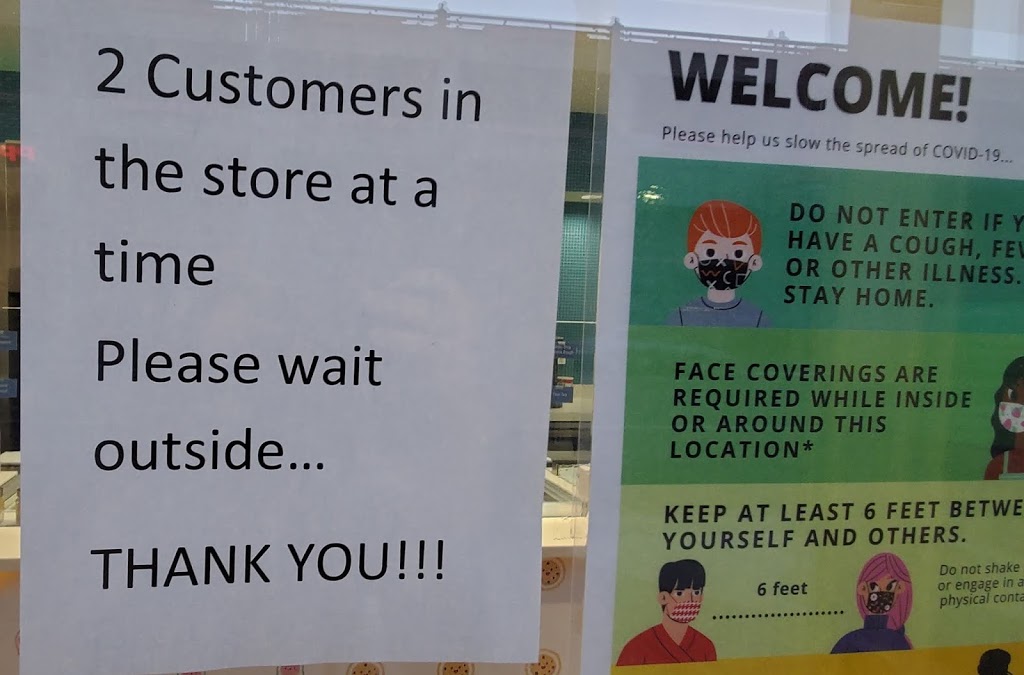 2 Customers in
the store at a
time
Please wait
outside...
THANK YOU!!!
WELCOME!
Please help us slow the spread of COVID-19...
DO NOT ENTER IF
HAVE A COUGH,
OR OTHER ILLNESS.
STAY HOME.
FACE COVERINGS ARE
REQUIRED WHILE INSIDE
OR AROUND THIS
LOCATION*
KEEP AT LEAST 6 FEET
YOURSELF AND OTHERS.
6 feet
Do not shake
or engage in
physical